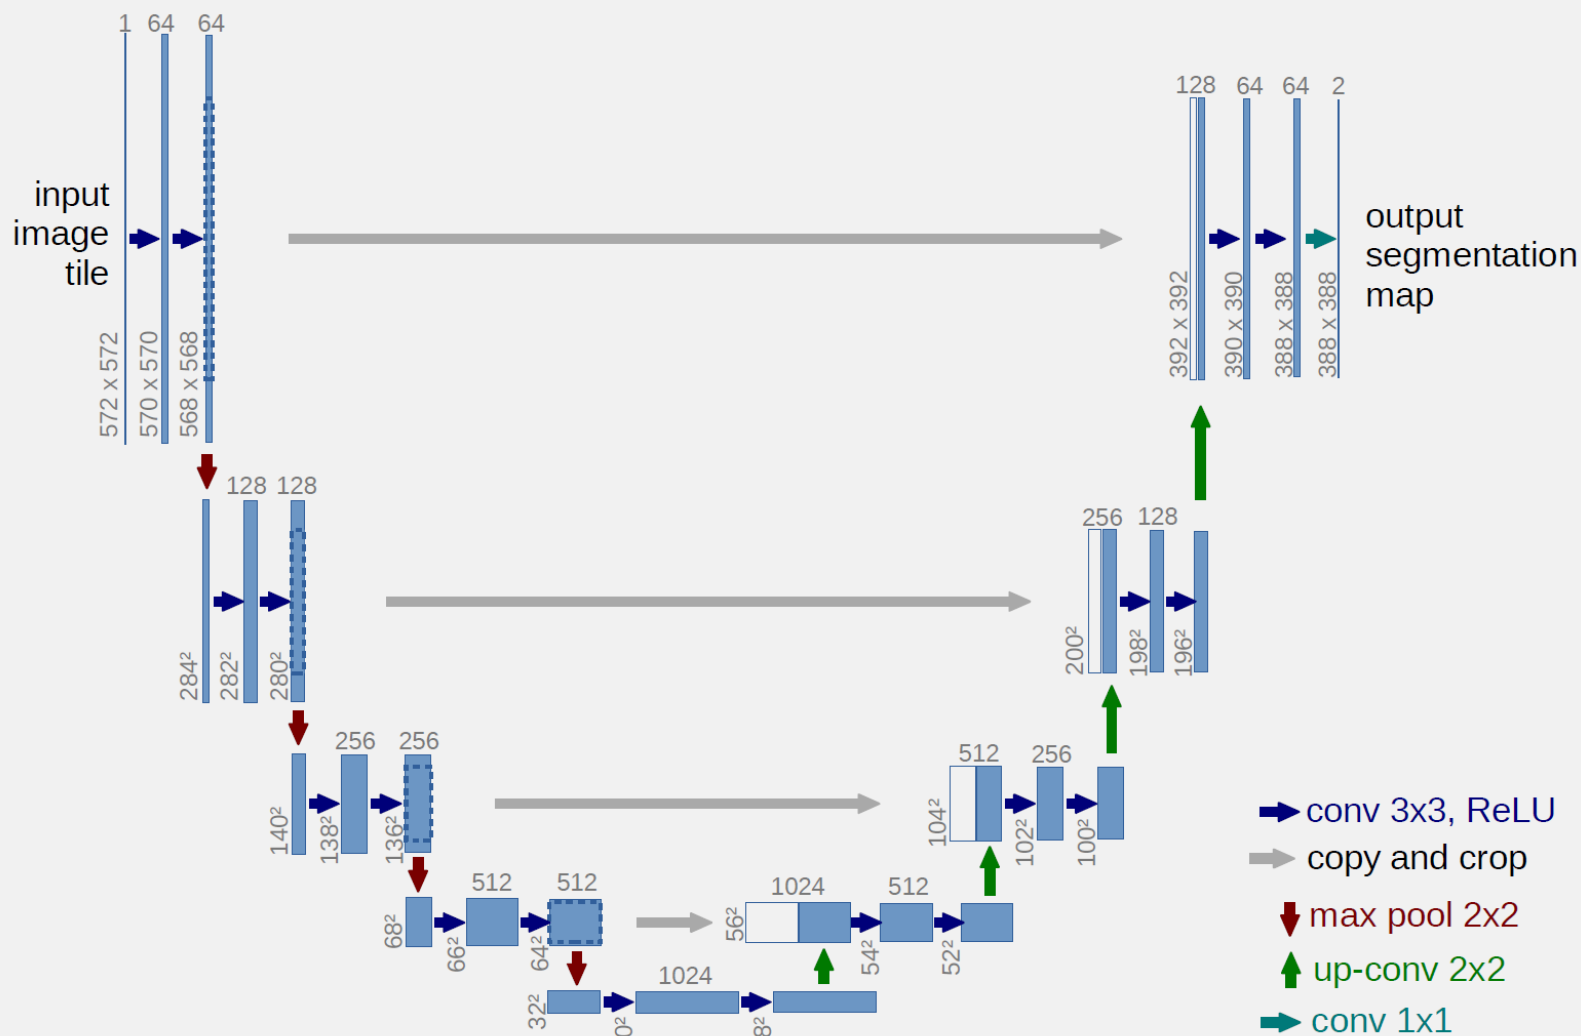 1 64 64
128 64 64 2
input
image
tile
output
segmentation
map
572 x 572
570 x 570
568 x 568
392 x 392
390 x 390
388 x 388
388 x 388
128 128
256 128
284²
282²
280²
200²
198²
196²
256 256
512 256
140²
138²
136²
104²
102²
100²
512 512
1024 512
68²
66²
64²
56²
54²
52²
1024
32²
conv 3x3, ReLU
copy and crop
max pool 2x2
up-conv 2x2
conv 1x1